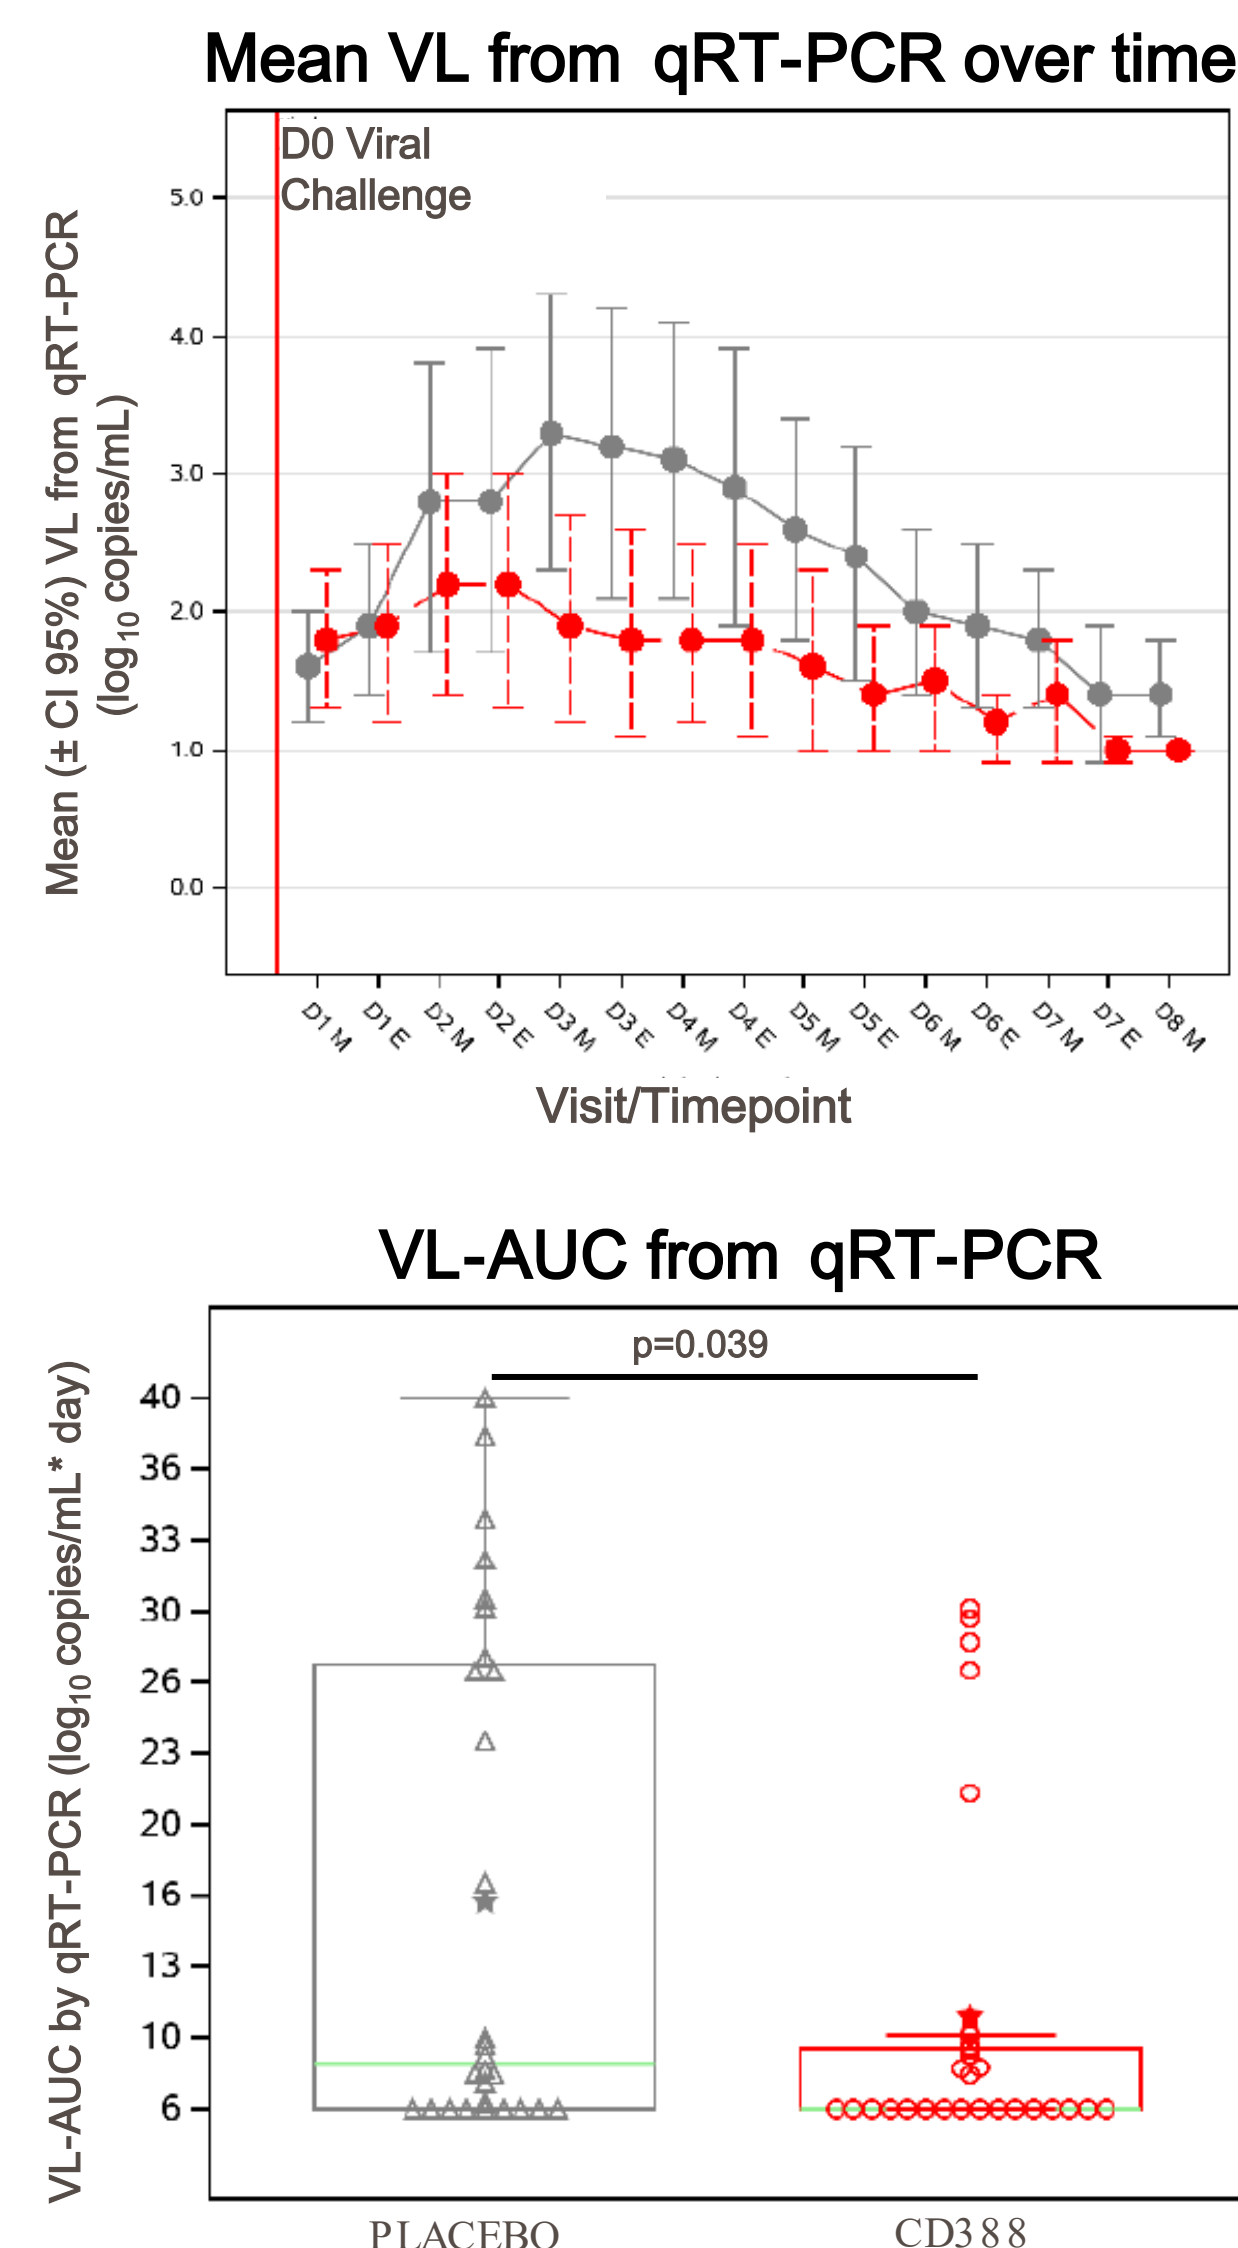 Mean VL from qRT-PCR over time
D0 Viral
Challenge
Mean (± CI 95%) VL from qRT-PCR
(log10 copies/mL)
5.0
4.0
3.0
2.0
1.0
0.0
D1 M
D1 E
D2 M
D2 E
D3 M
D3 E
D4 M
D4 E
D5 M
D5 E
D6 M
D6 E
D7 M
D7 E
D8 M
Visit/Timepoint
VL-AUC from qRT-PCR
p=0.039
VL-AUC by qRT-PCR (log10 copies/mL* day)
40
36
33
30
26
23
20
16
13
10
6
PLACEBO
CD388